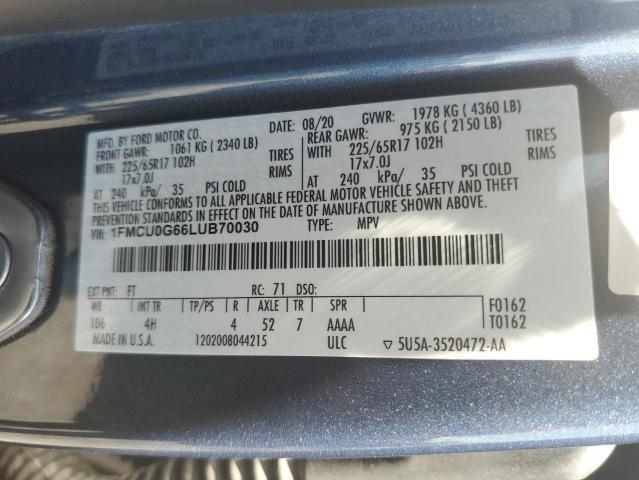 MFD. BY FORD MOTOR CO.
DATE: 08/20 GVWR: 1978 KG ( 4360 LB)
FRONT GAWR: 1061 KG ( 2340 LB)
REAR GAWR: 975 KG ( 2150 LB)
WITH 225/65R17 102H TIRES
WITH 225/65R17 102H TIRES
17x7.0J RIMS
17x7.0J RIMS
AT 240 kPa/ 35 PSI COLD
AT 240 kPa/ 35 PSI COLD
THIS VEHICLE CONFORMS TO ALL APPLICABLE FEDERAL MOTOR VEHICLE SAFETY AND THEFT
PREVENTION STANDARDS IN EFFECT ON THE DATE OF MANUFACTURE SHOWN ABOVE.
VIN: 1FMCU0G66LUB70030 TYPE: MPV
EXT PNT: FT RC: 71 DSO:
WB INT TR TP/PS R AXLE TR SPR F0162
106 4H 4 52 7 AAAA T0162
MADE IN U.S.A. 1202008044215 ULC ▽ 5U5A-3520472-AA